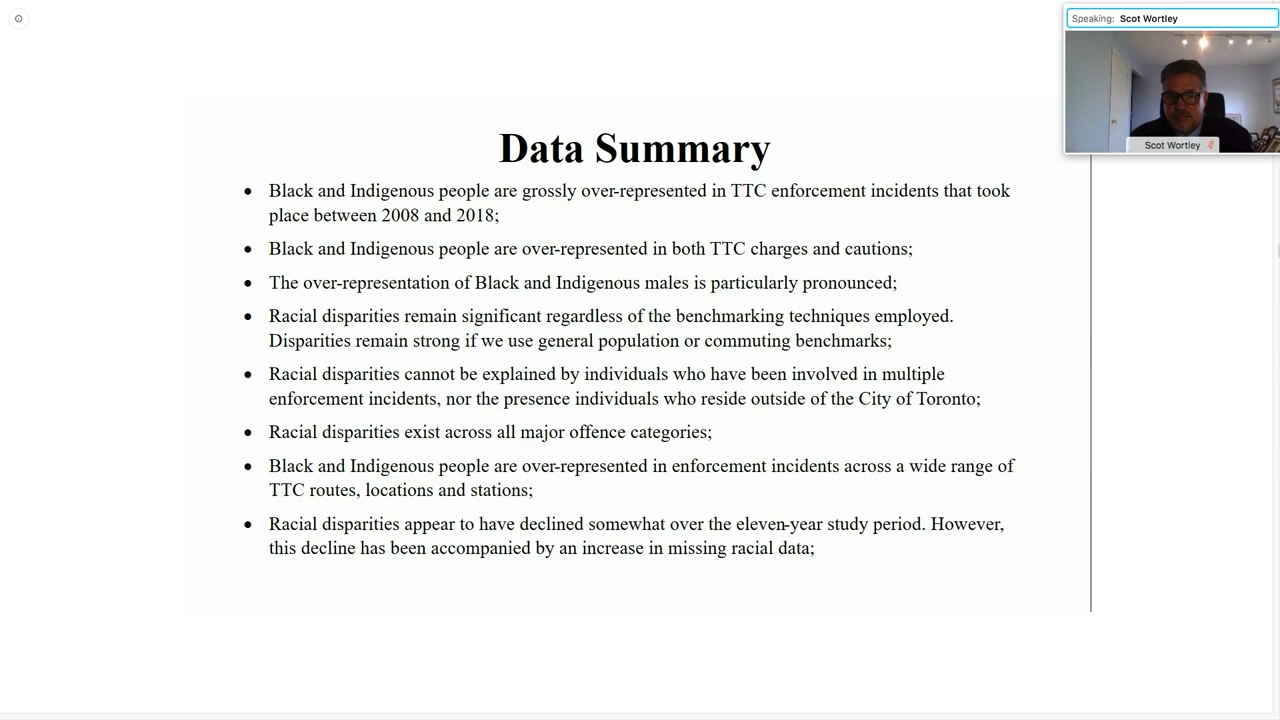 Speaking: Scot Wortley
Scot Wortley
Data Summary
• Black and Indigenous people are grossly over-represented in TTC enforcement incidents that took
place between 2008 and 2018;
• Black and Indigenous people are over-represented in both TTC charges and cautions;
• The over-representation of Black and Indigenous males is particularly pronounced;
• Racial disparities remain significant regardless of the benchmarking techniques employed.
Disparities remain strong if we use general population or commuting benchmarks;
• Racial disparities cannot be explained by individuals who have been involved in multiple
enforcement incidents, nor the presence individuals who reside outside of the City of Toronto;
• Racial disparities exist across all major offence categories;
• Black and Indigenous people are over-represented in enforcement incidents across a wide range of
TTC routes, locations and stations;
• Racial disparities appear to have declined somewhat over the eleven-year study period. However,
this decline has been accompanied by an increase in missing racial data;